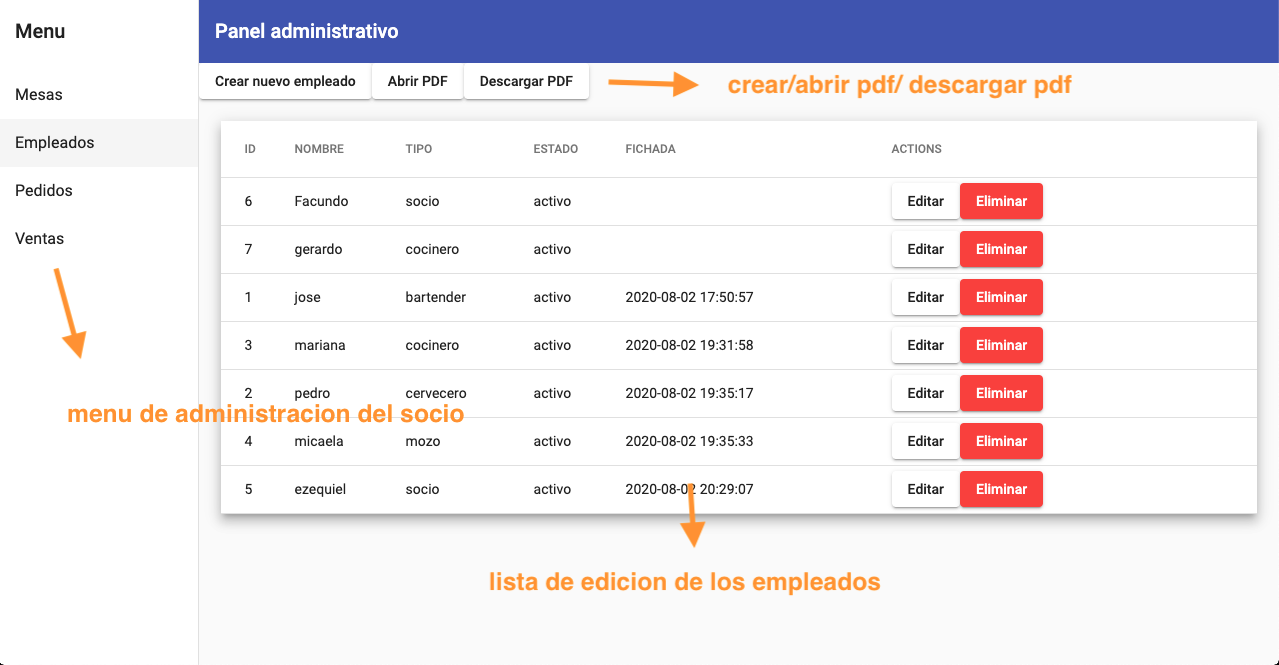 Menu
Panel administrativo
Crear nuevo empleado Abrir PDF Descargar PDF
crear/abrir pdf/ descargar pdf
Mesas
Empleados
Pedidos
Ventas
ID NOMBRE TIPO ESTADO FICHADA ACTIONS
6 Facundo socio activo Editar Eliminar
7 gerardo cocinero activo Editar Eliminar
1 jose bartender activo 2020-08-02 17:50:57 Editar Eliminar
3 mariana cocinero activo 2020-08-02 19:31:58 Editar Eliminar
2 pedro cervecero activo 2020-08-02 19:35:17 Editar Eliminar
menu de administracion del socio
4 micaela mozo activo 2020-08-02 19:35:33 Editar Eliminar
5 ezequiel socio activo 2020-08-02 20:29:07 Editar Eliminar
lista de edicion de los empleados